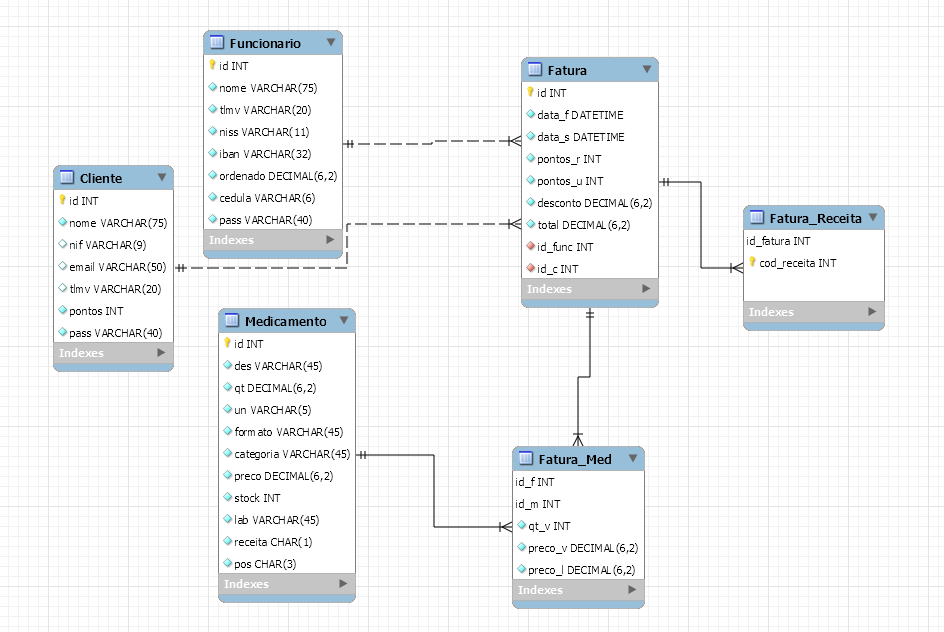 Funcionario
id INT
nome VARCHAR(75)
tlmv VARCHAR(20)
niss VARCHAR(11)
iban VARCHAR(32)
ordenado DECIMAL(6,2)
cedula VARCHAR(6)
pass VARCHAR(40)
Indexes
Fatura
id INT
data_f DATETIME
data_s DATETIME
pontos_r INT
pontos_u INT
desconto DECIMAL(6,2)
total DECIMAL(6,2)
id_func INT
id_c INT
Indexes
Cliente
id INT
nome VARCHAR(75)
nif VARCHAR(9)
email VARCHAR(50)
tlmv VARCHAR(20)
pontos INT
pass VARCHAR(40)
Indexes
Fatura_Receita
id_fatura INT
cod_receita INT
Indexes
Medicamento
id INT
des VARCHAR(45)
qt DECIMAL(6,2)
un VARCHAR(5)
formato VARCHAR(45)
categoria VARCHAR(45)
preco DECIMAL(6,2)
stock INT
lab VARCHAR(45)
receita CHAR(1)
pos CHAR(3)
Indexes
Fatura_Med
id_f INT
id_m INT
qt_v INT
preco_v DECIMAL(6,2)
preco_l DECIMAL(6,2)
Indexes